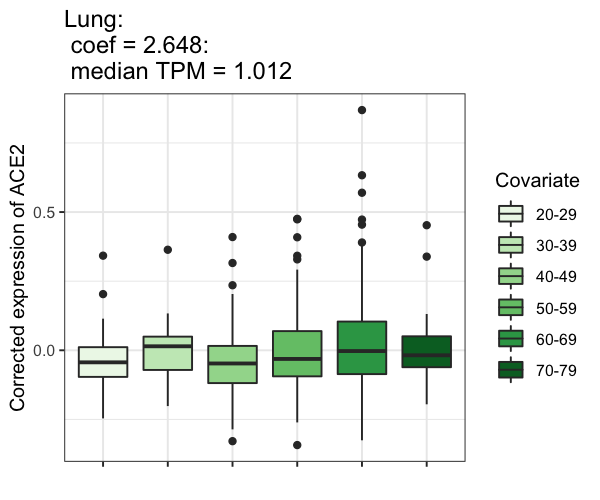 Lung:
coef = 2.648:
median TPM = 1.012
Corrected expression of ACE2
0.5
0.0
Covariate
20-29
30-39
40-49
50-59
60-69
70-79